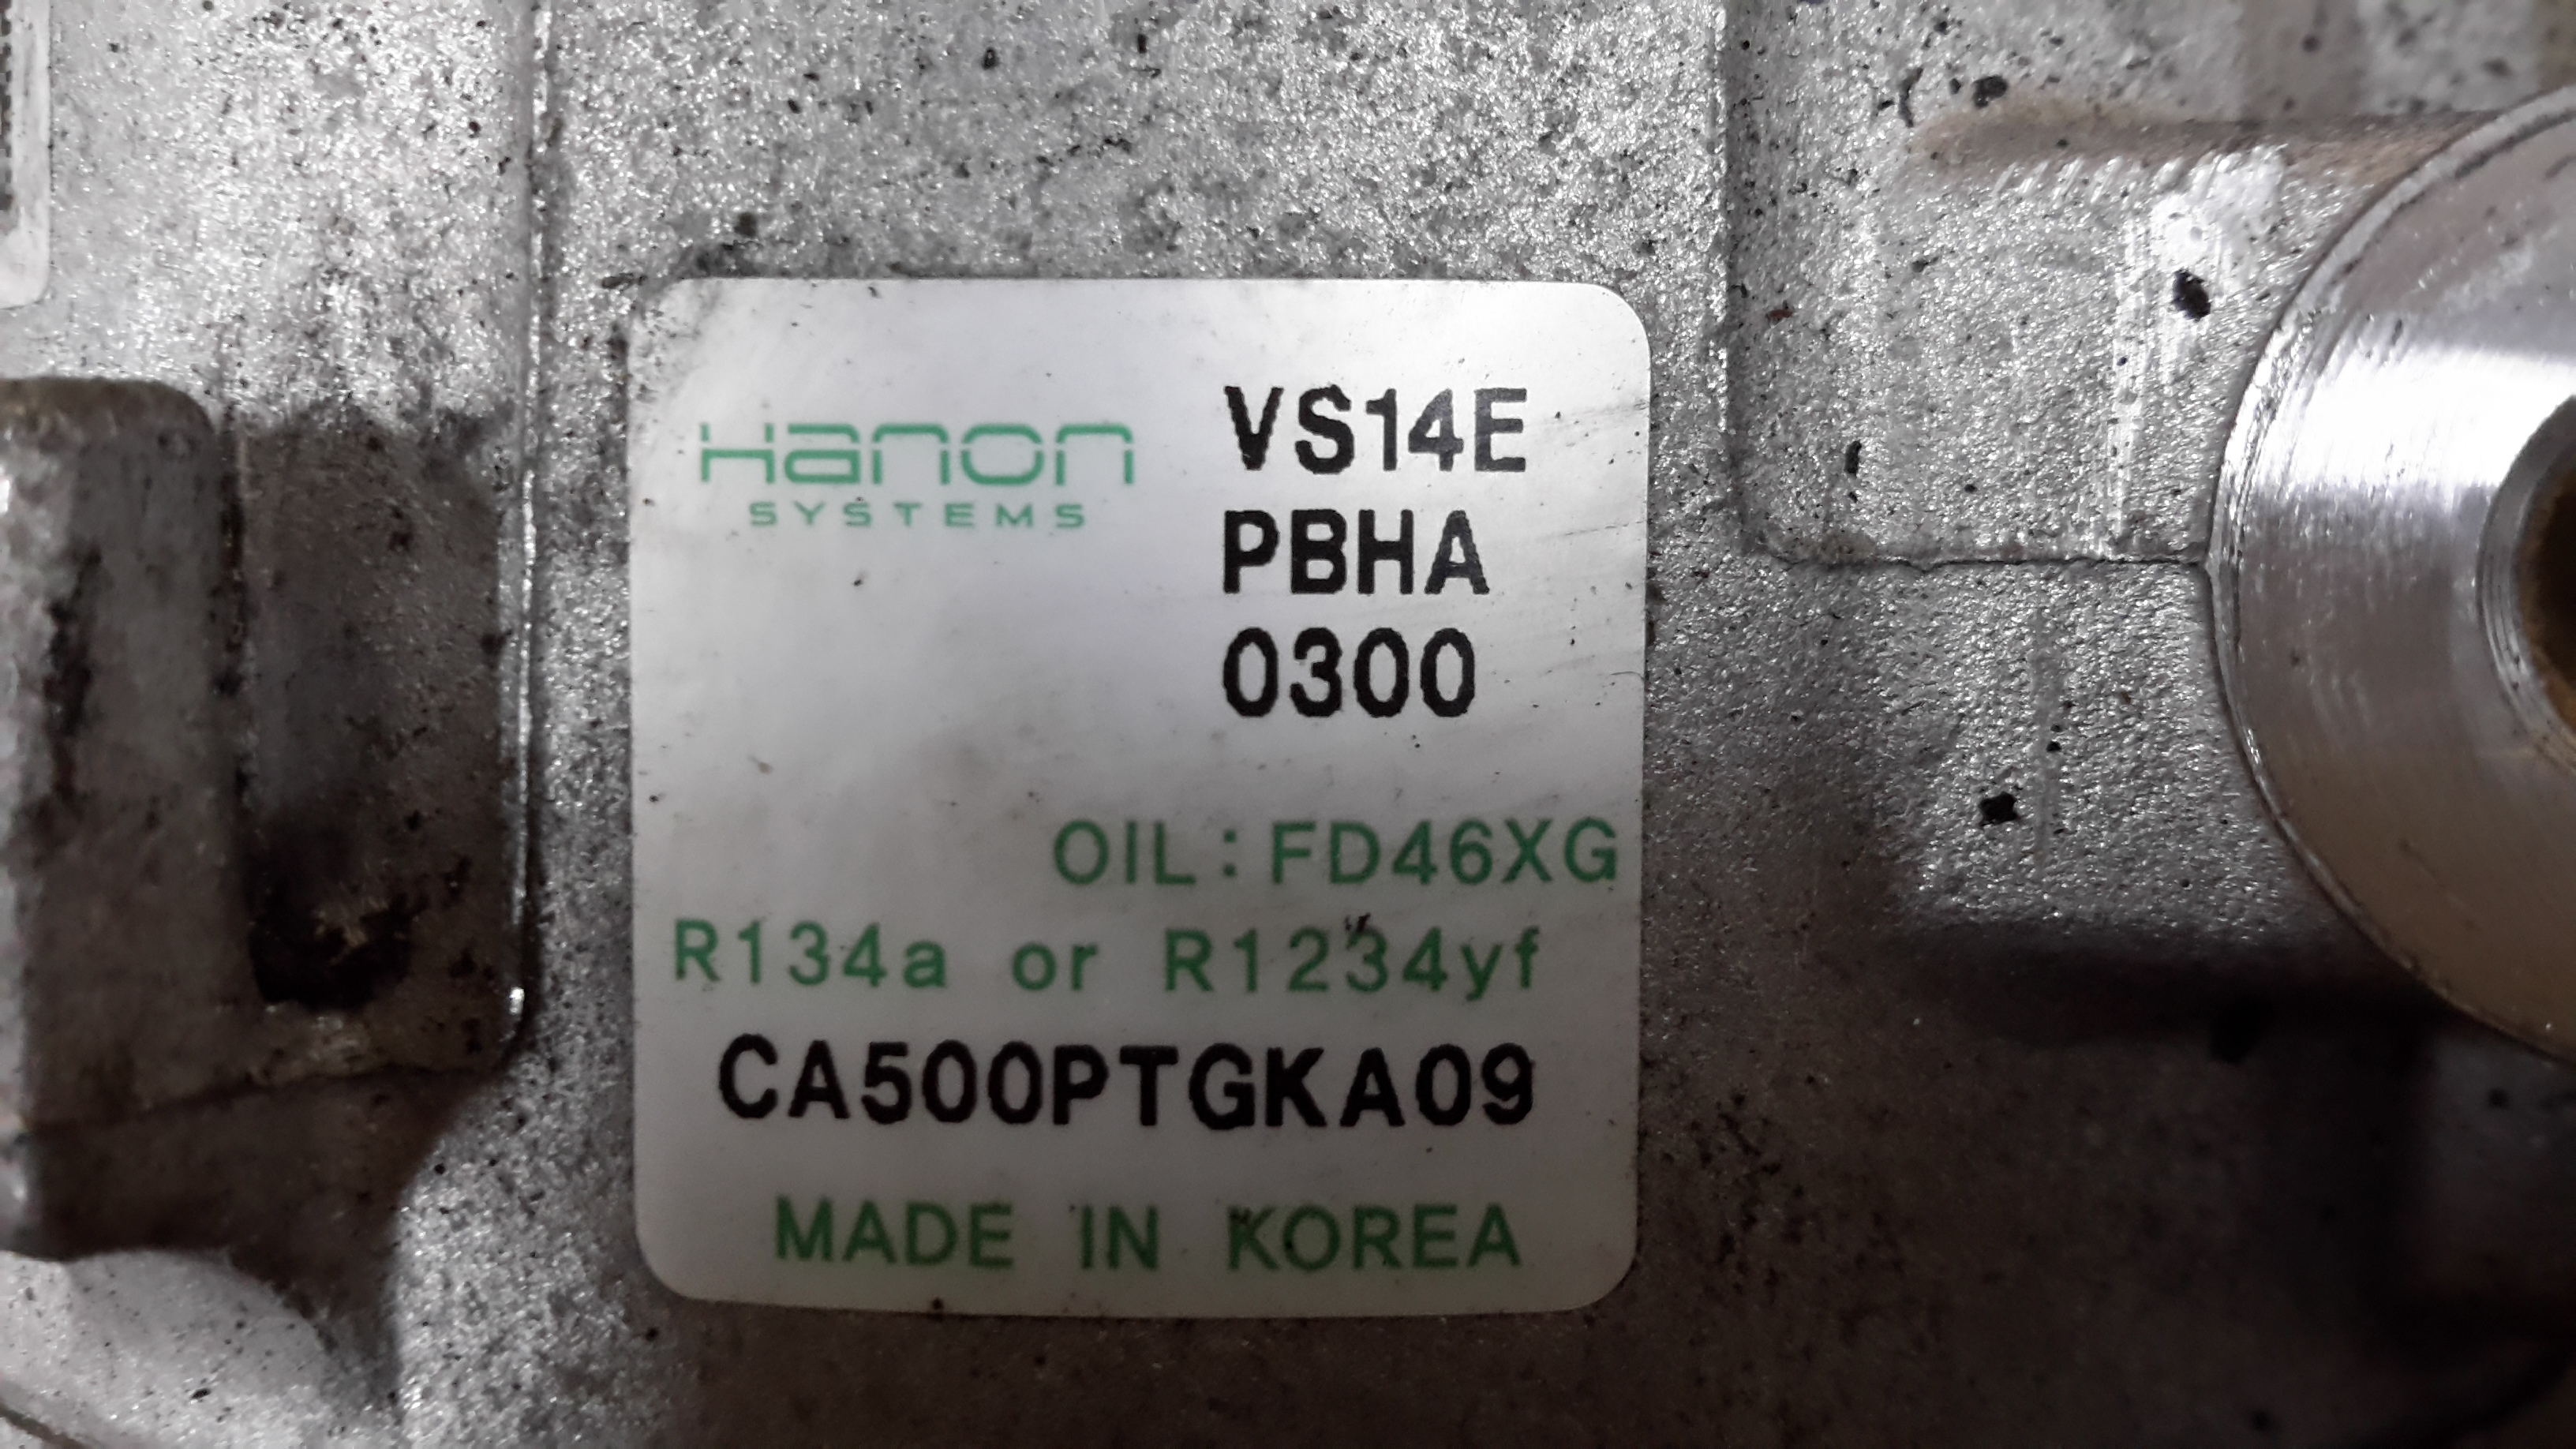 Hanon
SYSTEMS
VS14E
PBHA
0300
OIL:FD46XG
R134a or R1234yf
CA500PTGKA09
MADE IN KOREA